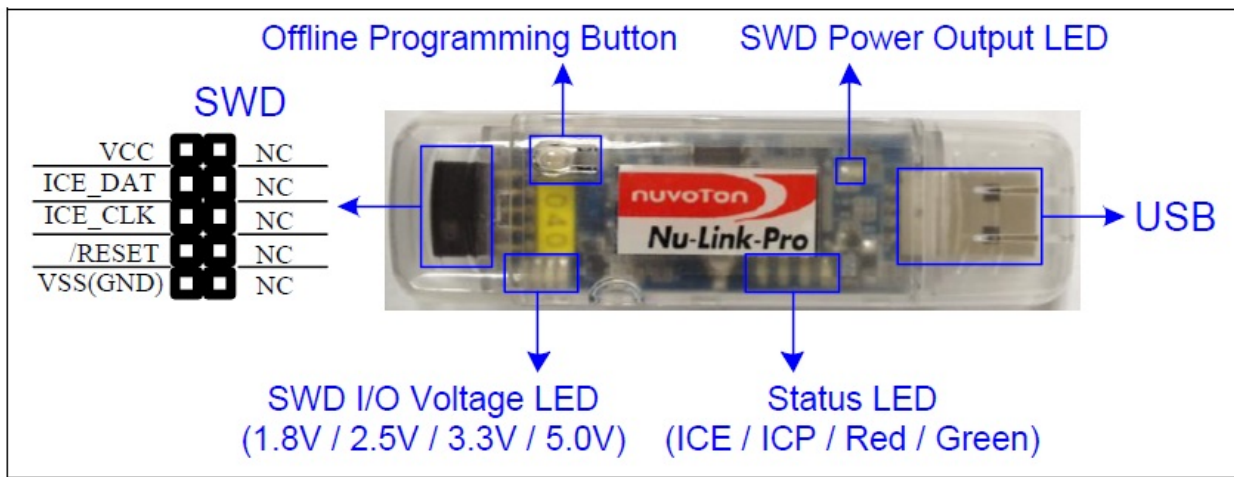 Offline Programming Button
SWD Power Output LED
SWD
VCC NC
ICE_DAT NC
ICE_CLK NC
/RESET NC
VSS(GND) NC
040
nuvoTon
Nu-Link-Pro
USB
SWD I/O Voltage LED
(1.8V / 2.5V / 3.3V / 5.0V)
Status LED
(ICE / ICP / Red / Green)